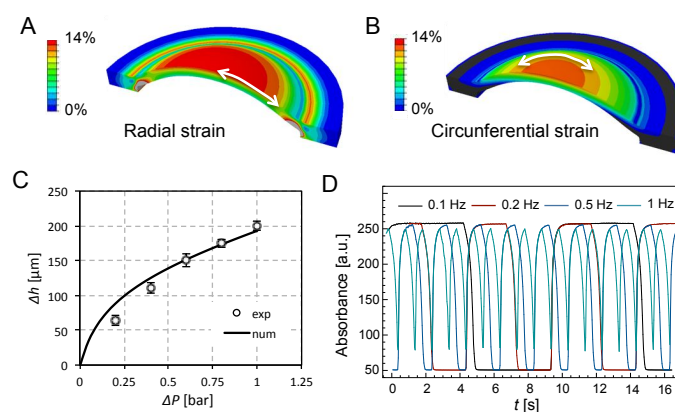 A
14%
0%
Radial strain
B
14%
0%
Circunferential strain
C
250
200
150
100
50
0
Δh [μm]
exp
num
0 0.25 0.5 0.75 1 1.25
ΔP [bar]
D
0.1 Hz 0.2 Hz 0.5 Hz 1 Hz
250
200
150
100
50
Absorbance [a.u.]
0 2 4 6 8 10 12 14 16
t [s]